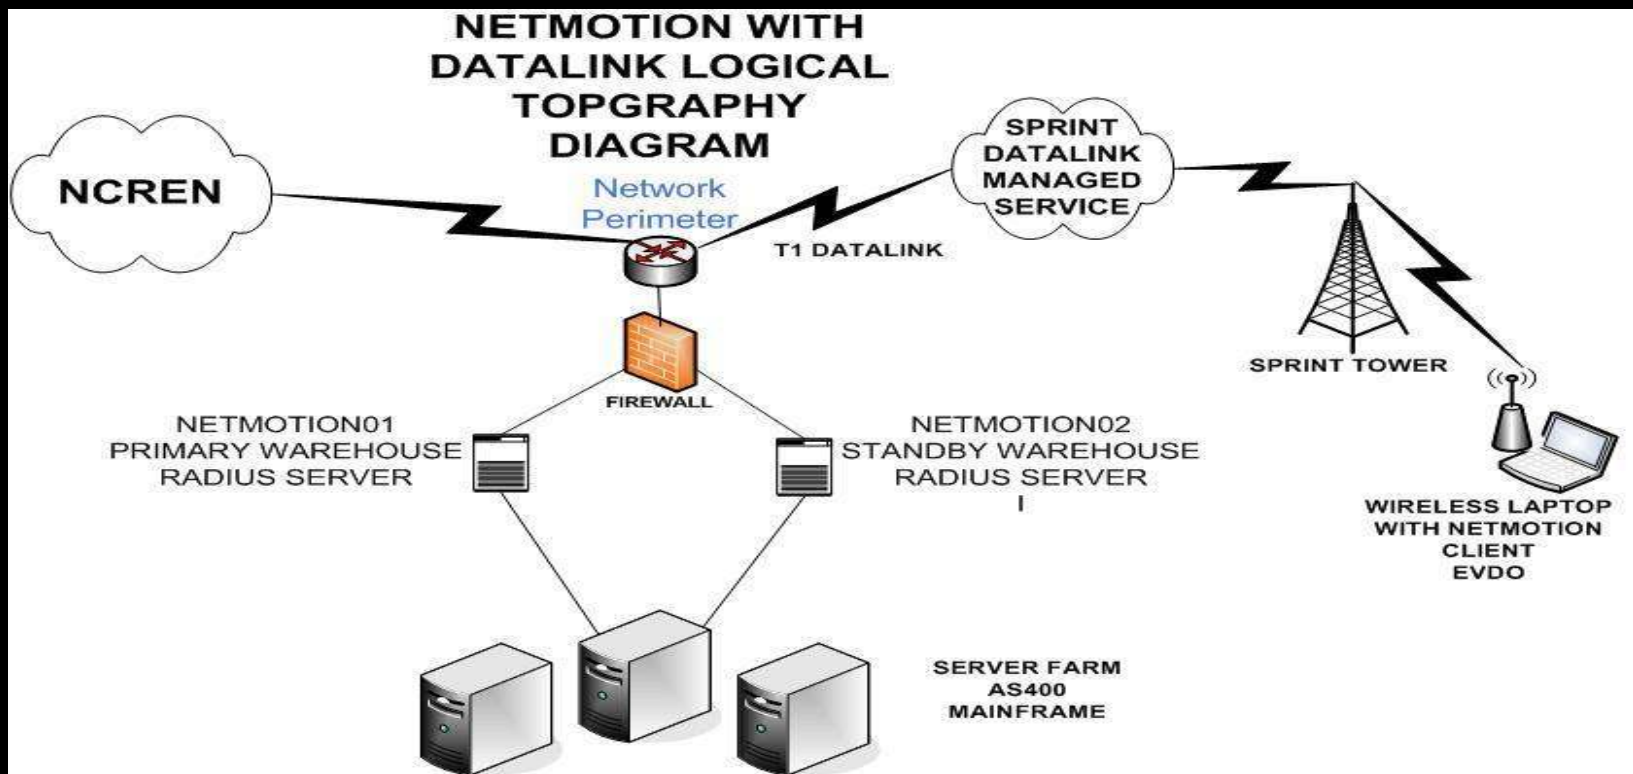 NETMOTION WITH
DATALINK LOGICAL
TOPGRAPHY
DIAGRAM
NCREN
Network
Perimeter
T1 DATALINK
SPRINT
DATALINK
MANAGED
SERVICE
SPRINT TOWER
FIREWALL
NETMOTION01
PRIMARY WAREHOUSE
RADIUS SERVER
NETMOTION02
STANDBY WAREHOUSE
RADIUS SERVER
I
WIRELESS LAPTOP
WITH NETMOTION
CLIENT
EVDO
SERVER FARM
AS400
MAINFRAME